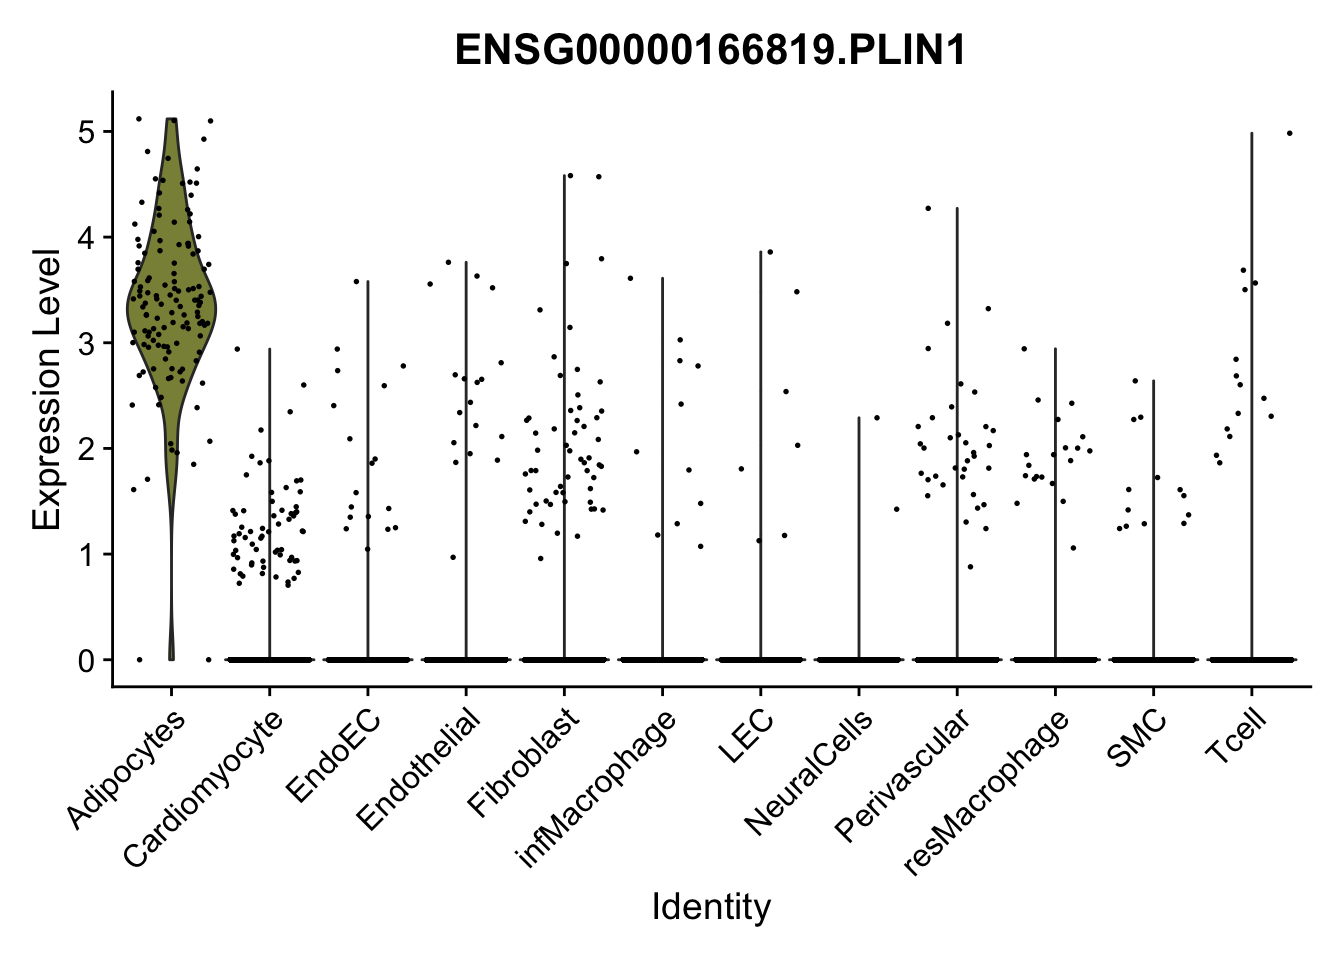 ENSG00000166819.PLIN1
Expression Level
5
4
3
2
1
0
Adipocytes
Cardiomyocyte
EndoEC
Endothelial
Fibroblast
infMacrophage
LEC
NeuralCells
Perivascular
resMacrophage
SMC
Tcell
Identity